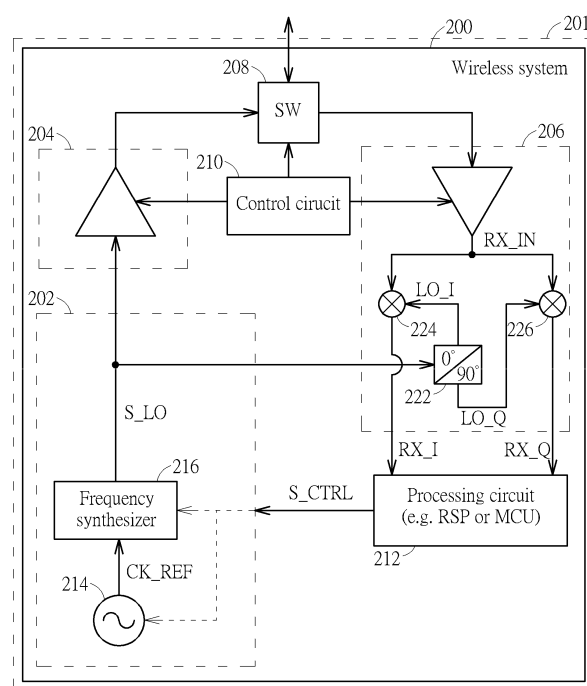 201
200
Wireless system
208
SW
204
206
210
Control cirucit
RX_IN
LO_I
224
226
202
0°
90°
222
LO_Q
S_LO
RX_I
RX_Q
216
Frequency
synthesizer
S_CTRL
Processing circuit
(e.g. RSP or MCU)
212
CK_REF
214